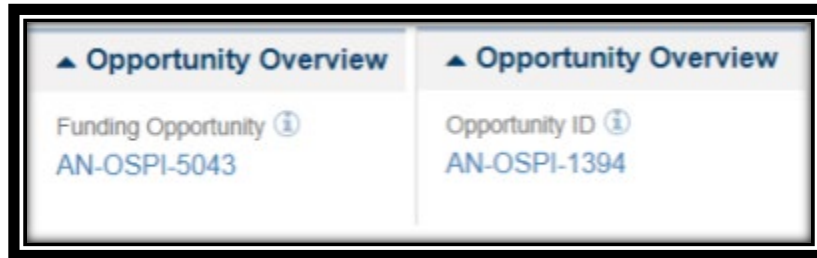 ▲ Opportunity Overview
Funding Opportunity ⓘ
AN-OSPI-5043
▲ Opportunity Overview
Opportunity ID ⓘ
AN-OSPI-1394